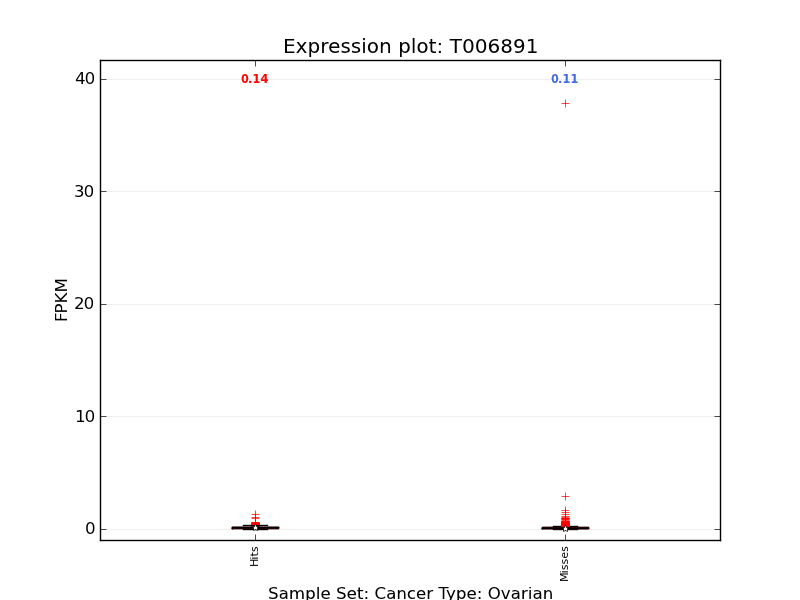 Expression plot: T006891
40
0.14
0.11
30
FPKM
20
10
0
Hits
Misses
Sample Set: Cancer Type: Ovarian